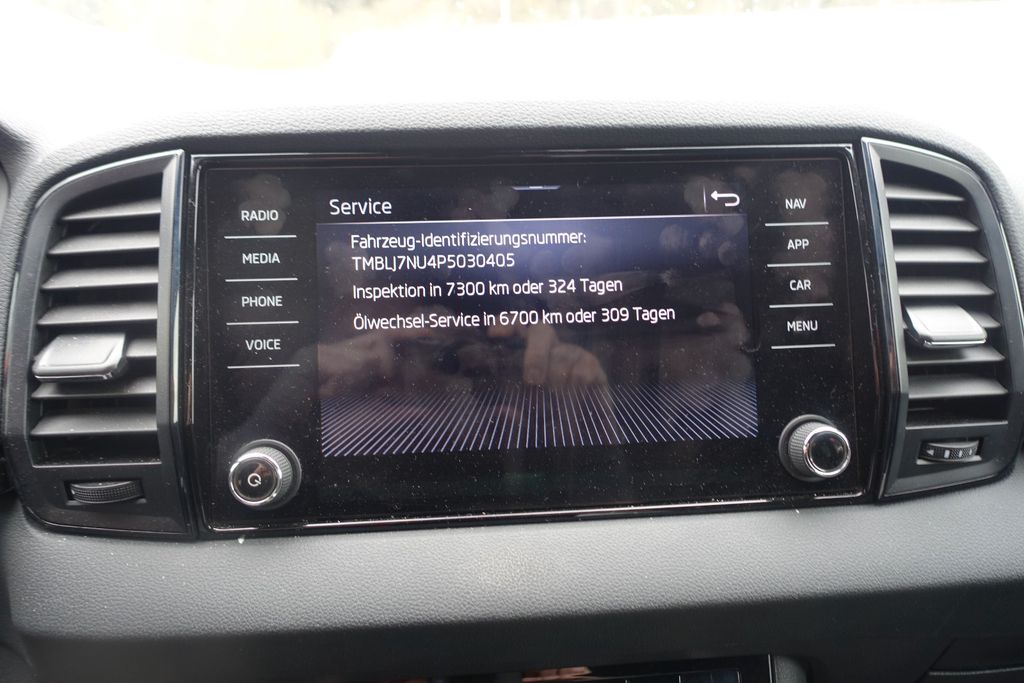 Service
Fahrzeug-Identifizierungsnummer:
TMBLJ7NU4P5030405
Inspektion in 7300 km oder 324 Tagen
Ölwechsel-Service in 6700 km oder 309 Tagen
RADIO
MEDIA
PHONE
VOICE
NAV
APP
CAR
MENU